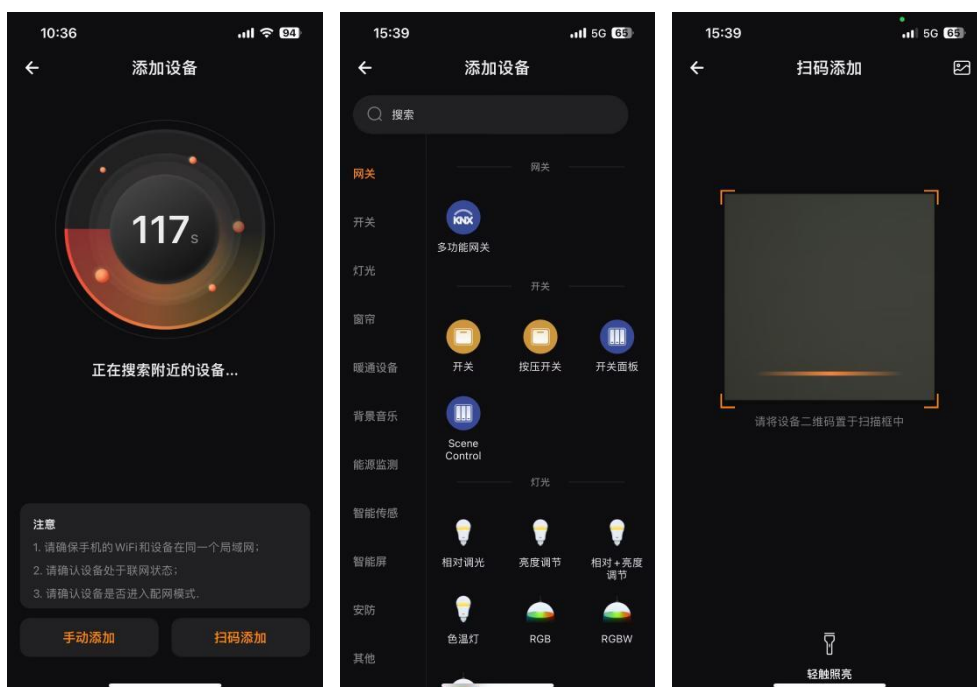 10:36
94
添加设备
117 s
正在搜索附近的设备...
注意
1. 请确保手机的 WiFi 和设备在同一个局域网；
2. 请确认设备处于联网状态；
3. 请确认设备是否进入配网模式.
手动添加
扫码添加
15:39
5G 65
添加设备
搜索
网关
开关
灯光
窗帘
暖通设备
背景音乐
能源监测
智能传感
智能屏
安防
其他
网关
KNX
多功能网关
开关
开关
按压开关
开关面板
Scene
Control
灯光
相对调光
亮度调节
相对+亮度
调节
色温灯
RGB
RGBW
15:39
5G 65
扫码添加
请将设备二维码置于扫描框中
轻触照亮